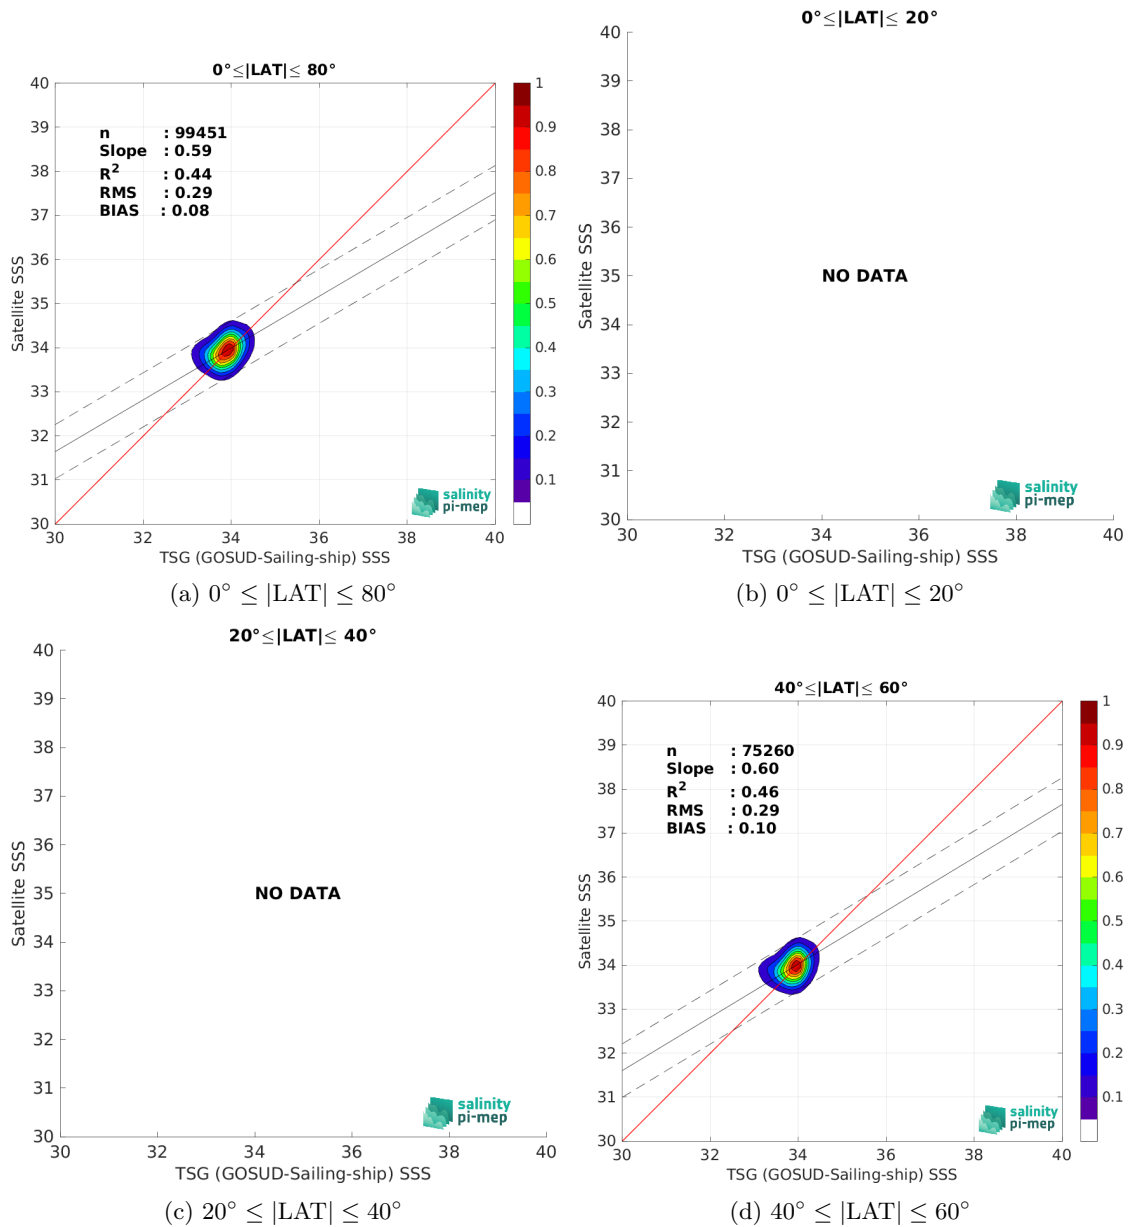 0°≤|LAT|≤ 80°
n : 99451
Slope : 0.59
R² : 0.44
RMS : 0.29
BIAS : 0.08
40
39
38
37
36
35
34
33
32
31
30
Satellite SSS
30 32 34 36 38 40
TSG (GOSUD-Sailing-ship) SSS
1
0.9
0.8
0.7
0.6
0.5
0.4
0.3
0.2
0.1
salinity
pi-mep
(a) 0° ≤ |LAT| ≤ 80°
0°≤|LAT|≤ 20°
40
39
38
37
36
35
34
33
32
31
30
Satellite SSS
NO DATA
salinity
pi-mep
30 32 34 36 38 40
TSG (GOSUD-Sailing-ship) SSS
(b) 0° ≤ |LAT| ≤ 20°
20°≤|LAT|≤ 40°
40
39
38
37
36
35
34
33
32
31
30
Satellite SSS
NO DATA
salinity
pi-mep
30 32 34 36 38 40
TSG (GOSUD-Sailing-ship) SSS
(c) 20° ≤ |LAT| ≤ 40°
40°≤|LAT|≤ 60°
n : 75260
Slope : 0.60
R² : 0.46
RMS : 0.29
BIAS : 0.10
40
39
38
37
36
35
34
33
32
31
30
Satellite SSS
30 32 34 36 38 40
TSG (GOSUD-Sailing-ship) SSS
1
0.9
0.8
0.7
0.6
0.5
0.4
0.3
0.2
0.1
salinity
pi-mep
(d) 40° ≤ |LAT| ≤ 60°